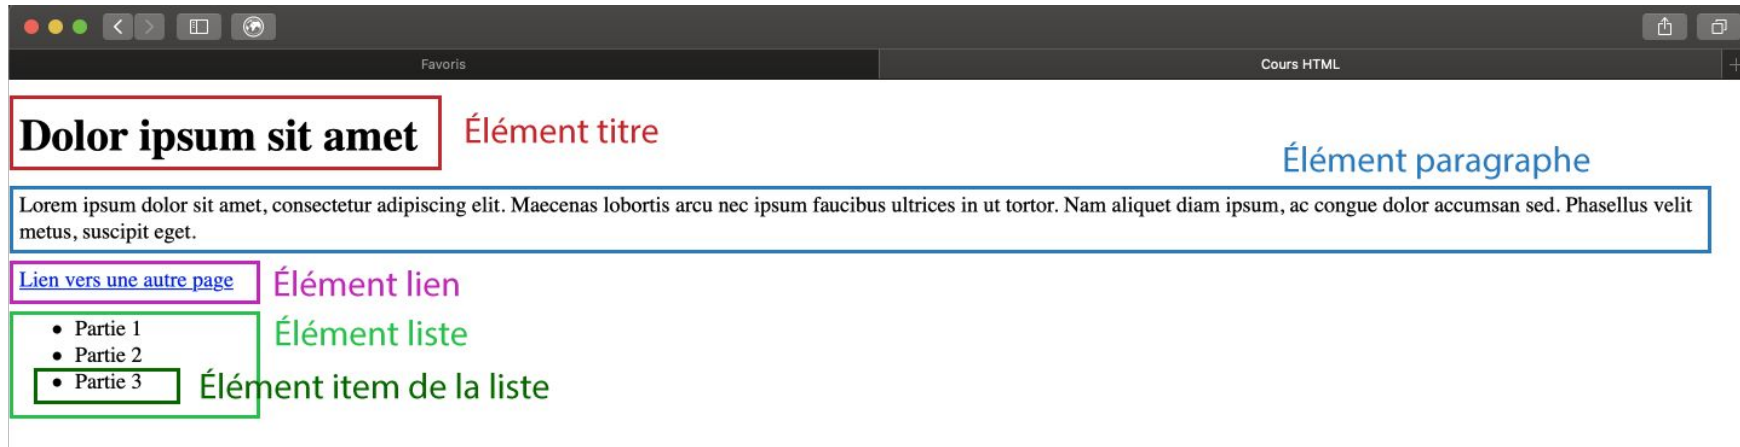 Favoris
Cours HTML
Dolor ipsum sit amet
Élément titre
Élément paragraphe
Lorem ipsum dolor sit amet, consectetur adipiscing elit. Maecenas lobortis arcu nec ipsum faucibus ultrices in ut tortor. Nam aliquet diam ipsum, ac congue dolor accumsan sed. Phasellus velit
metus, suscipit eget.
Lien vers une autre page
Élément lien
Partie 1
Élément liste
Partie 2
Partie 3
Élément item de la liste